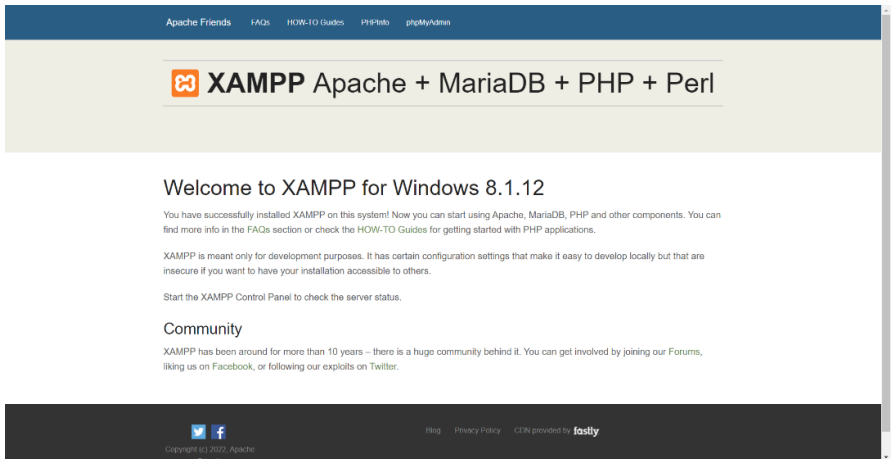 Apache Friends FAQs HOW-TO Guides PHPInfo phpMyAdmin
XAMPP Apache + MariaDB + PHP + Perl
Welcome to XAMPP for Windows 8.1.12
You have successfully installed XAMPP on this system! Now you can start using Apache, MariaDB, PHP and other components. You can
find more info in the FAQs section or check the HOW-TO Guides for getting started with PHP applications.
XAMPP is meant only for development purposes. It has certain configuration settings that make it easy to develop locally but that are
insecure if you want to have your installation accessible to others.
Start the XAMPP Control Panel to check the server status.
Community
XAMPP has been around for more than 10 years – there is a huge community behind it. You can get involved by joining our Forums,
liking us on Facebook, or following our exploits on Twitter.
Blog Privacy Policy CDN provided by fastly
Copyright (c) 2022, Apache